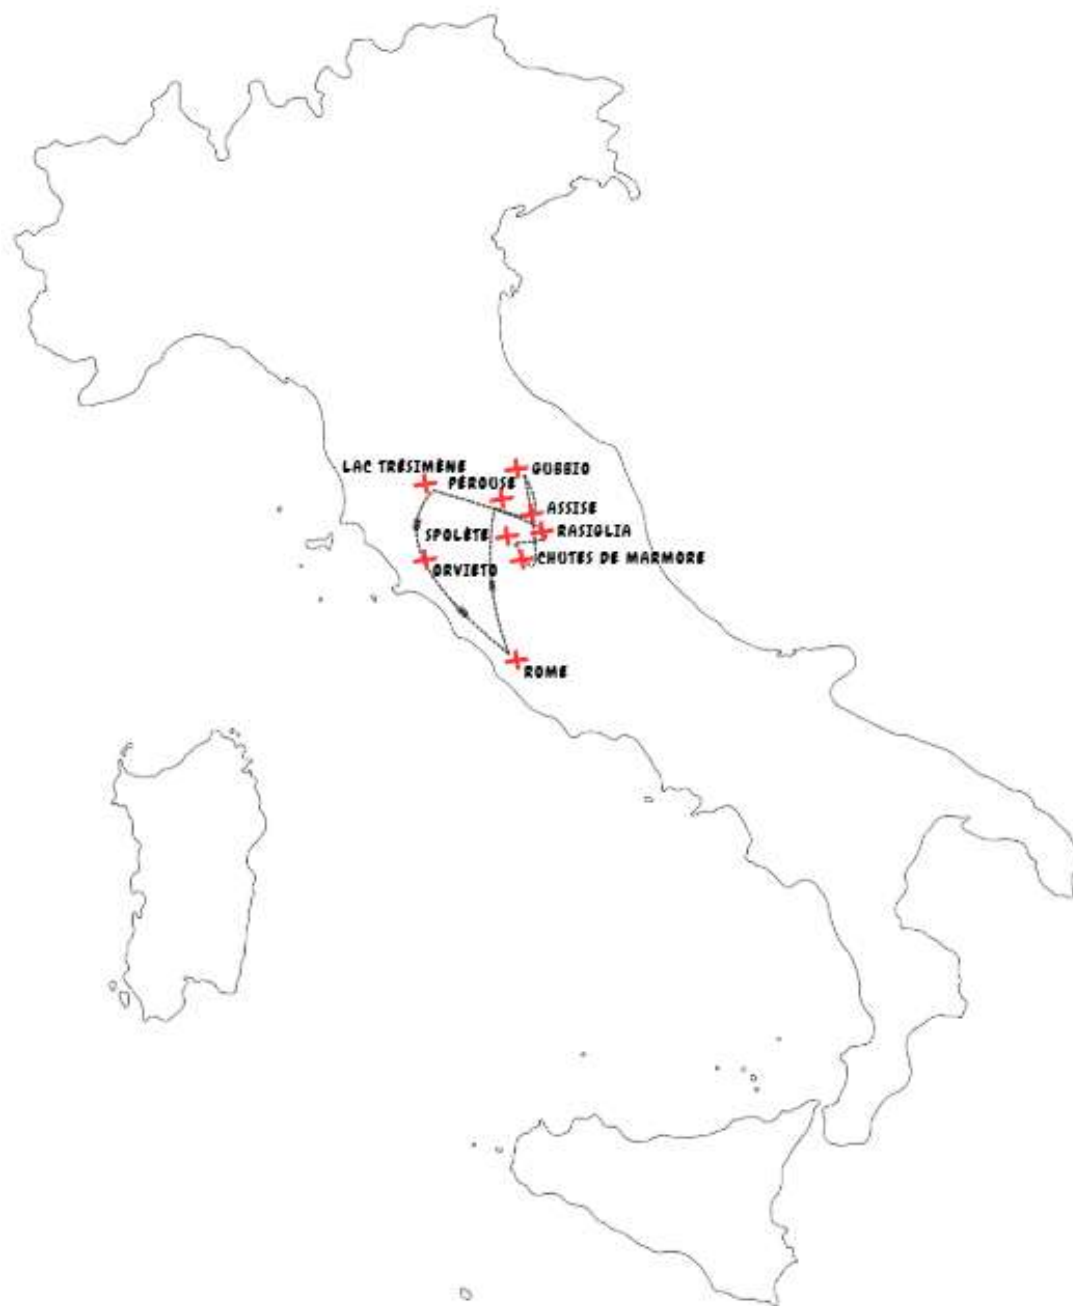 LAC TRÉSIMÈNE
GUBBIO
PÉROUSE
ASSISE
RASIGLIA
SPOLÈTE
CHUTES DE MARMORE
ORVIETO
ROME